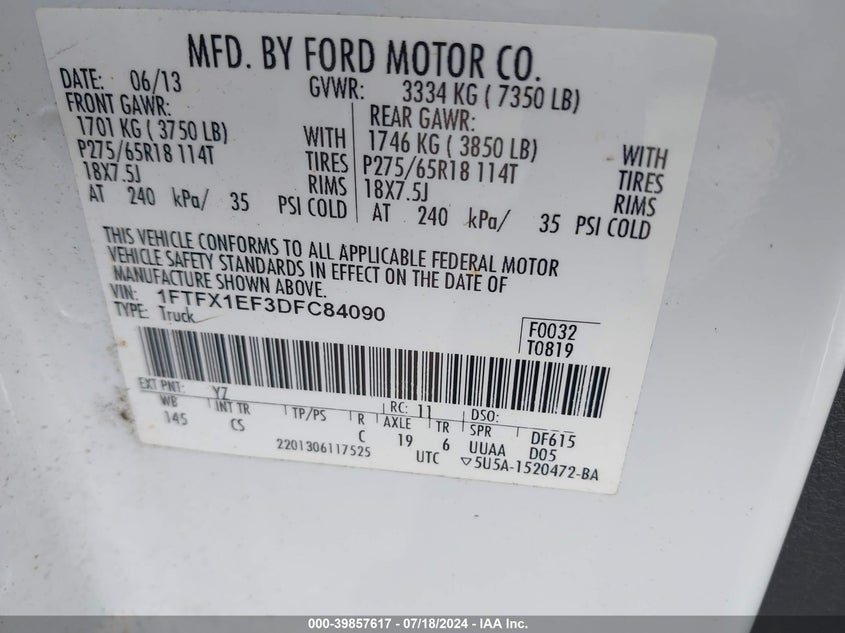 MFD. BY FORD MOTOR CO.
DATE: 06/13 GVWR: 3334 KG ( 7350 LB)
FRONT GAWR: REAR GAWR:
1701 KG ( 3750 LB) WITH 1746 KG ( 3850 LB) WITH
P275/65R18 114T TIRES P275/65R18 114T TIRES
18X7.5J RIMS 18X7.5J RIMS
AT 240 kPa/ 35 PSI COLD AT 240 kPa/ 35 PSI COLD
THIS VEHICLE CONFORMS TO ALL APPLICABLE FEDERAL MOTOR
VEHICLE SAFETY STANDARDS IN EFFECT ON THE DATE OF
MANUFACTURE SHOWN ABOVE.
VIN: 1FTFX1EF3DFC84090
TYPE: Truck
F0032
T0819
EXT PNT: YZ RC: 11 DSO:
WB INT TR TP/PS R AXLE TR SPR DF615
145 CS C 19 6 UUAA D05
2201306117525 UTC ▽5U5A-1520472-BA
000-39857617 - 07/18/2024 - IAA Inc.